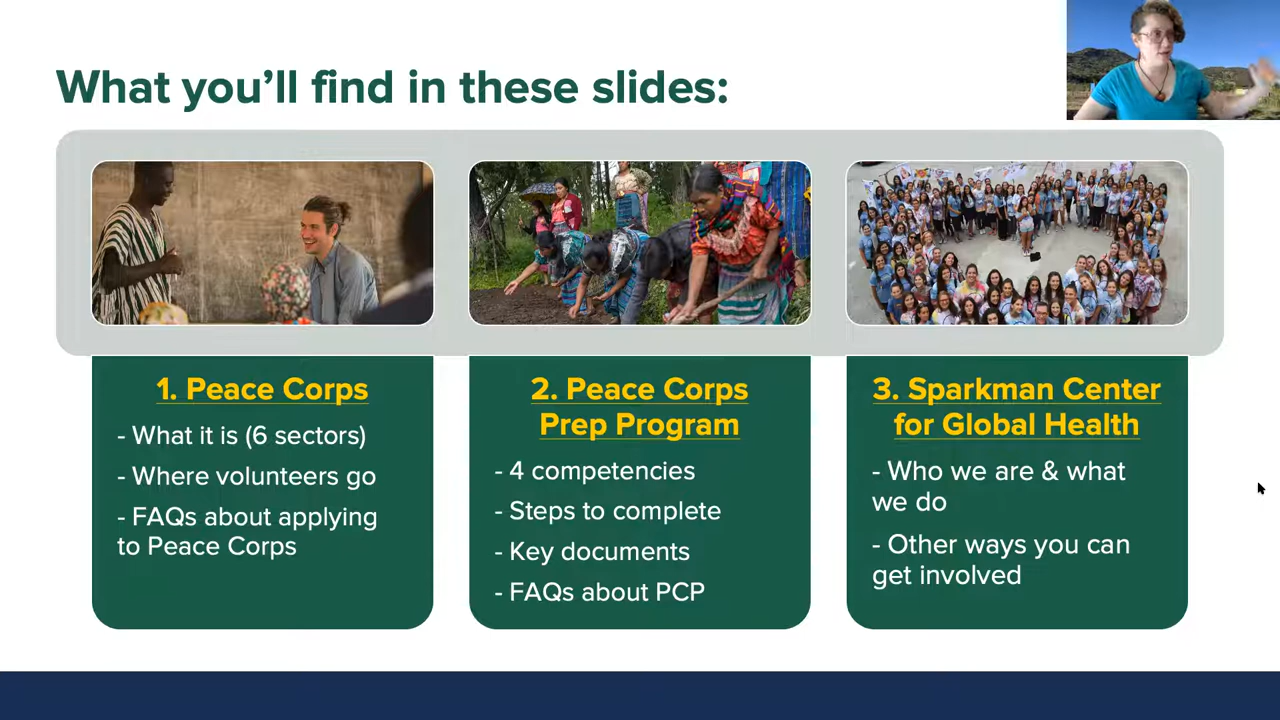 What you’ll find in these slides:
1. Peace Corps
- What it is (6 sectors)
- Where volunteers go
- FAQs about applying
to Peace Corps
2. Peace Corps
Prep Program
- 4 competencies
- Steps to complete
- Key documents
- FAQs about PCP
3. Sparkman Center
for Global Health
- Who we are & what
we do
- Other ways you can
get involved